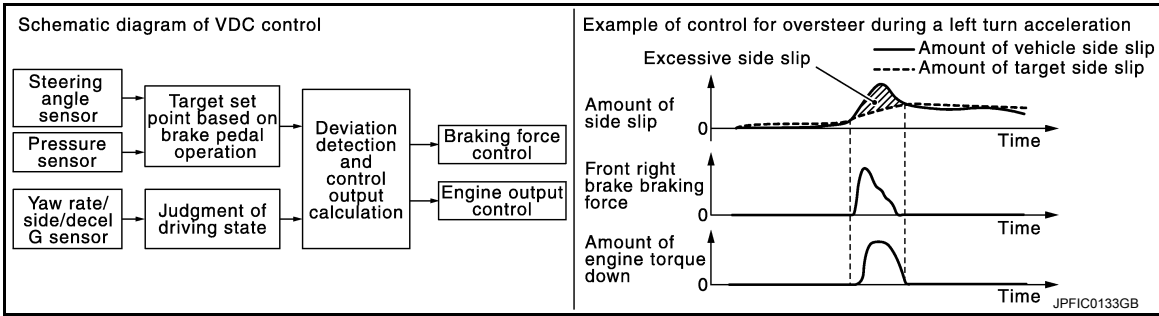 Schematic diagram of VDC control
Steering
angle
sensor
Pressure
sensor
Yaw rate/
side/decel
G sensor
Target set
point based on
brake pedal
operation
Judgment of
driving state
Deviation
detection
and
control
output
calculation
Braking force
control
Engine output
control
Example of control for oversteer during a left turn acceleration
Excessive side slip
Amount of vehicle side slip
Amount of target side slip
Amount of
side slip
0
Time
Front right
brake braking
force
0
Time
Amount of
engine torque
down
0
Time
JPFIC0133GB